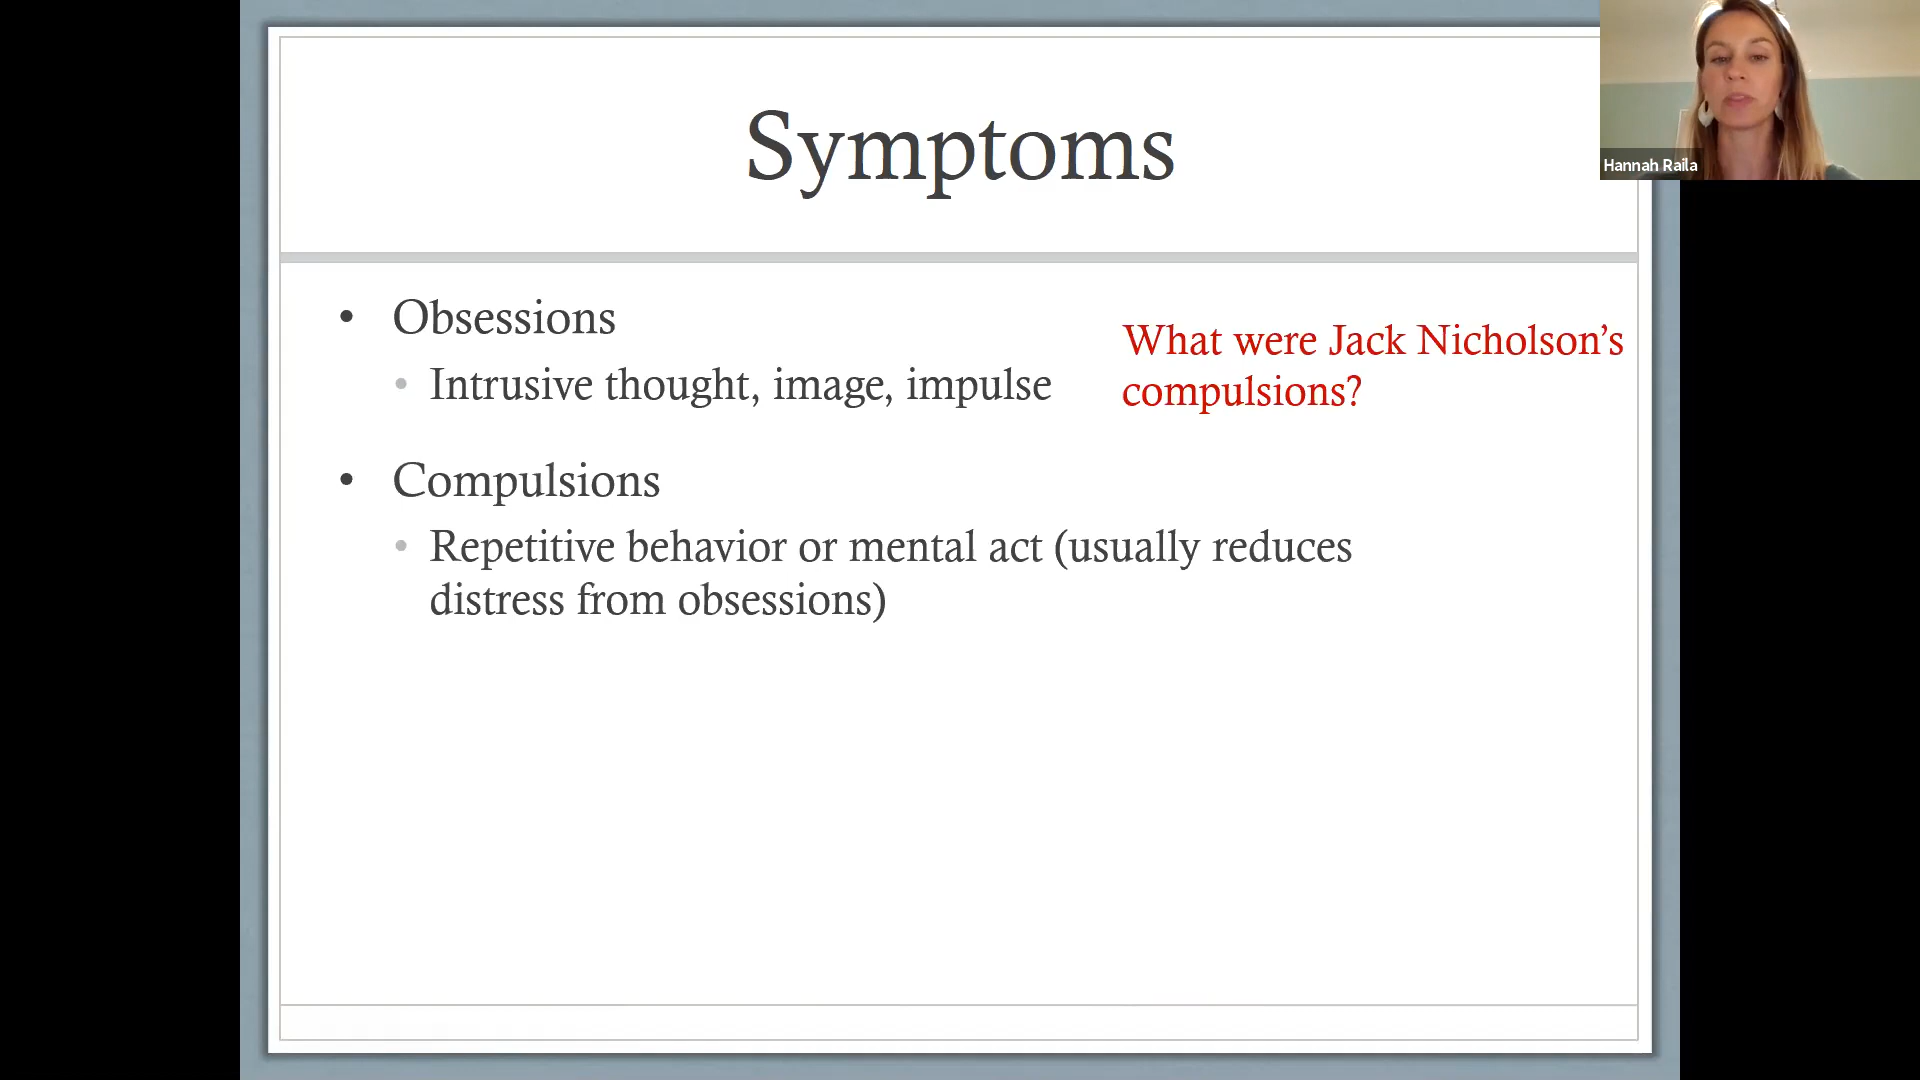 Symptoms
• Obsessions
• Intrusive thought, image, impulse
What were Jack Nicholson’s
compulsions?
• Compulsions
• Repetitive behavior or mental act (usually reduces
distress from obsessions)
Hannah Raila